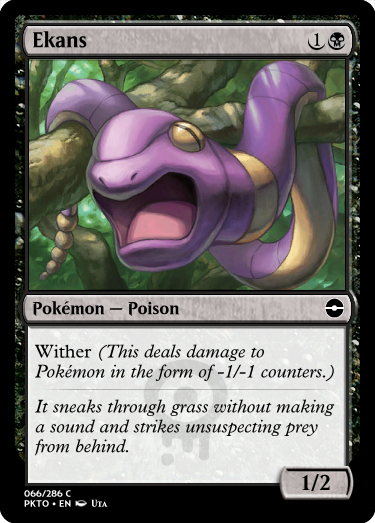 Ekans 1
Pokémon — Poison
Wither (This deals damage to
Pokémon in the form of -1/-1 counters.)
It sneaks through grass without making
a sound and strikes unsuspecting prey
from behind.
1/2
066/286 C
PKTO • EN Uta